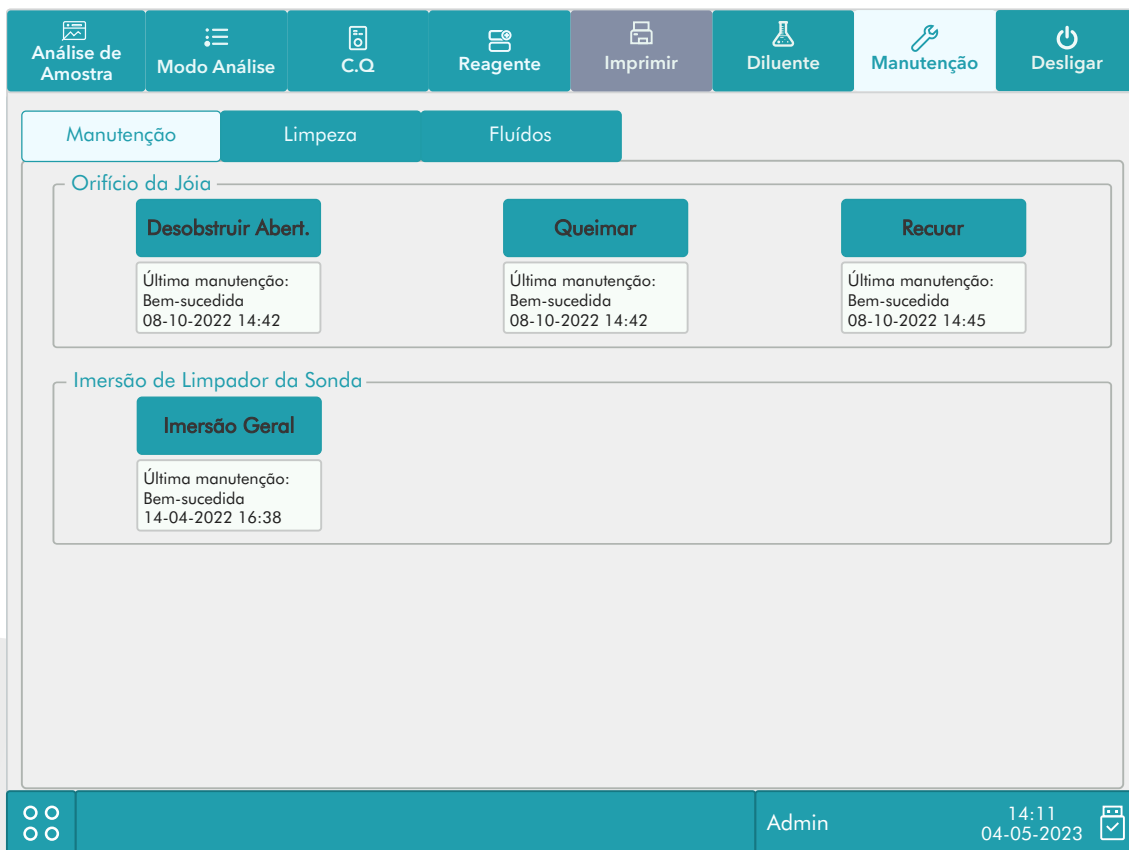 Análise de
Amostra
Modo Análise
C.Q
Reagente
Imprimir
Diluente
Manutenção
Desligar
Manutenção
Limpeza
Fluídos
Orifício da Jóia
Desobstruir Abert.
Queimar
Recuar
Última manutenção:
Bem-sucedida
08-10-2022 14:42
Última manutenção:
Bem-sucedida
08-10-2022 14:42
Última manutenção:
Bem-sucedida
08-10-2022 14:45
Imersão de Limpador da Sonda
Imersão Geral
Última manutenção:
Bem-sucedida
14-04-2022 16:38
Admin
14:11
04-05-2023